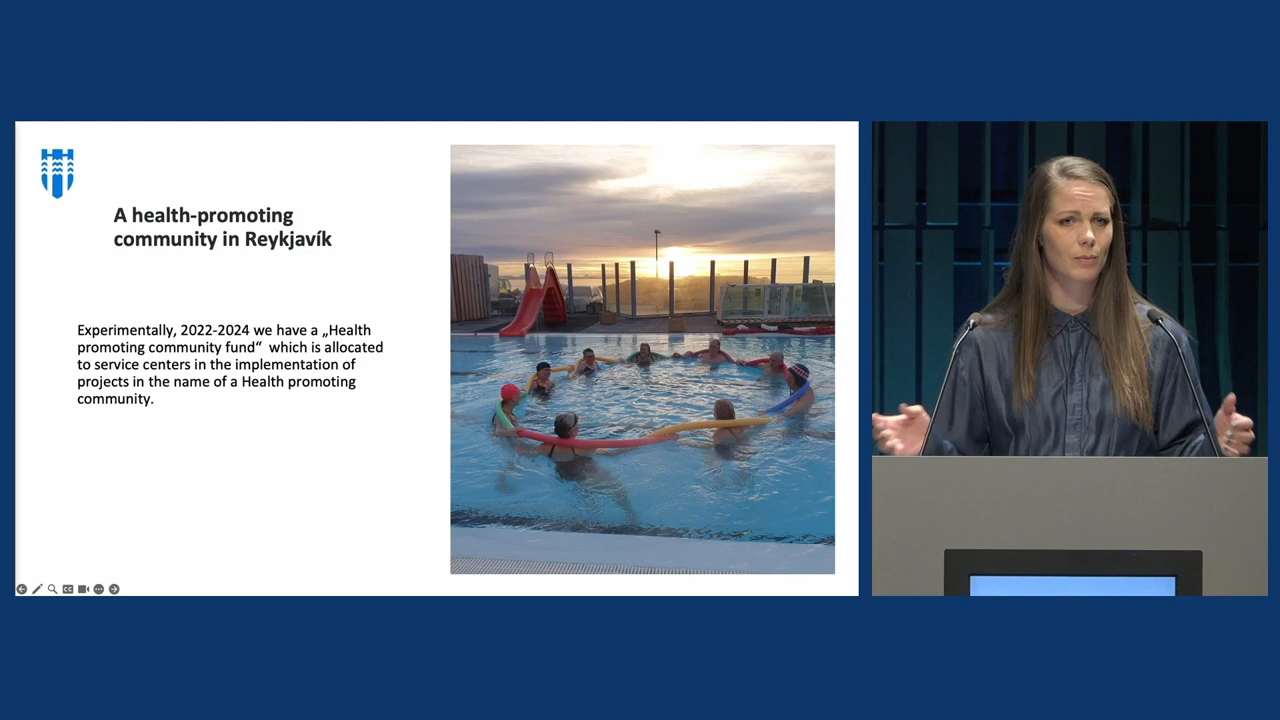 A health-promoting
community in Reykjavík
Experimentally, 2022-2024 we have a „Health
promoting community fund“ which is allocated
to service centers in the implementation of
projects in the name of a Health promoting
community.